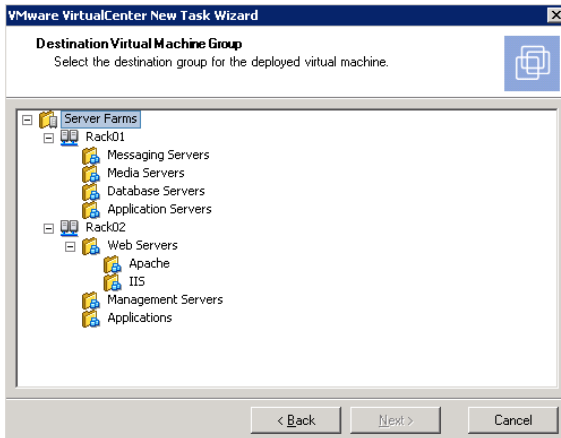 VMware VirtualCenter New Task Wizard
Destination Virtual Machine Group
Select the destination group for the deployed virtual machine.
Server Farms
Rack01
Messaging Servers
Media Servers
Database Servers
Application Servers
Rack02
Web Servers
Apache
IIS
Management Servers
Applications
< Back
Next >
Cancel